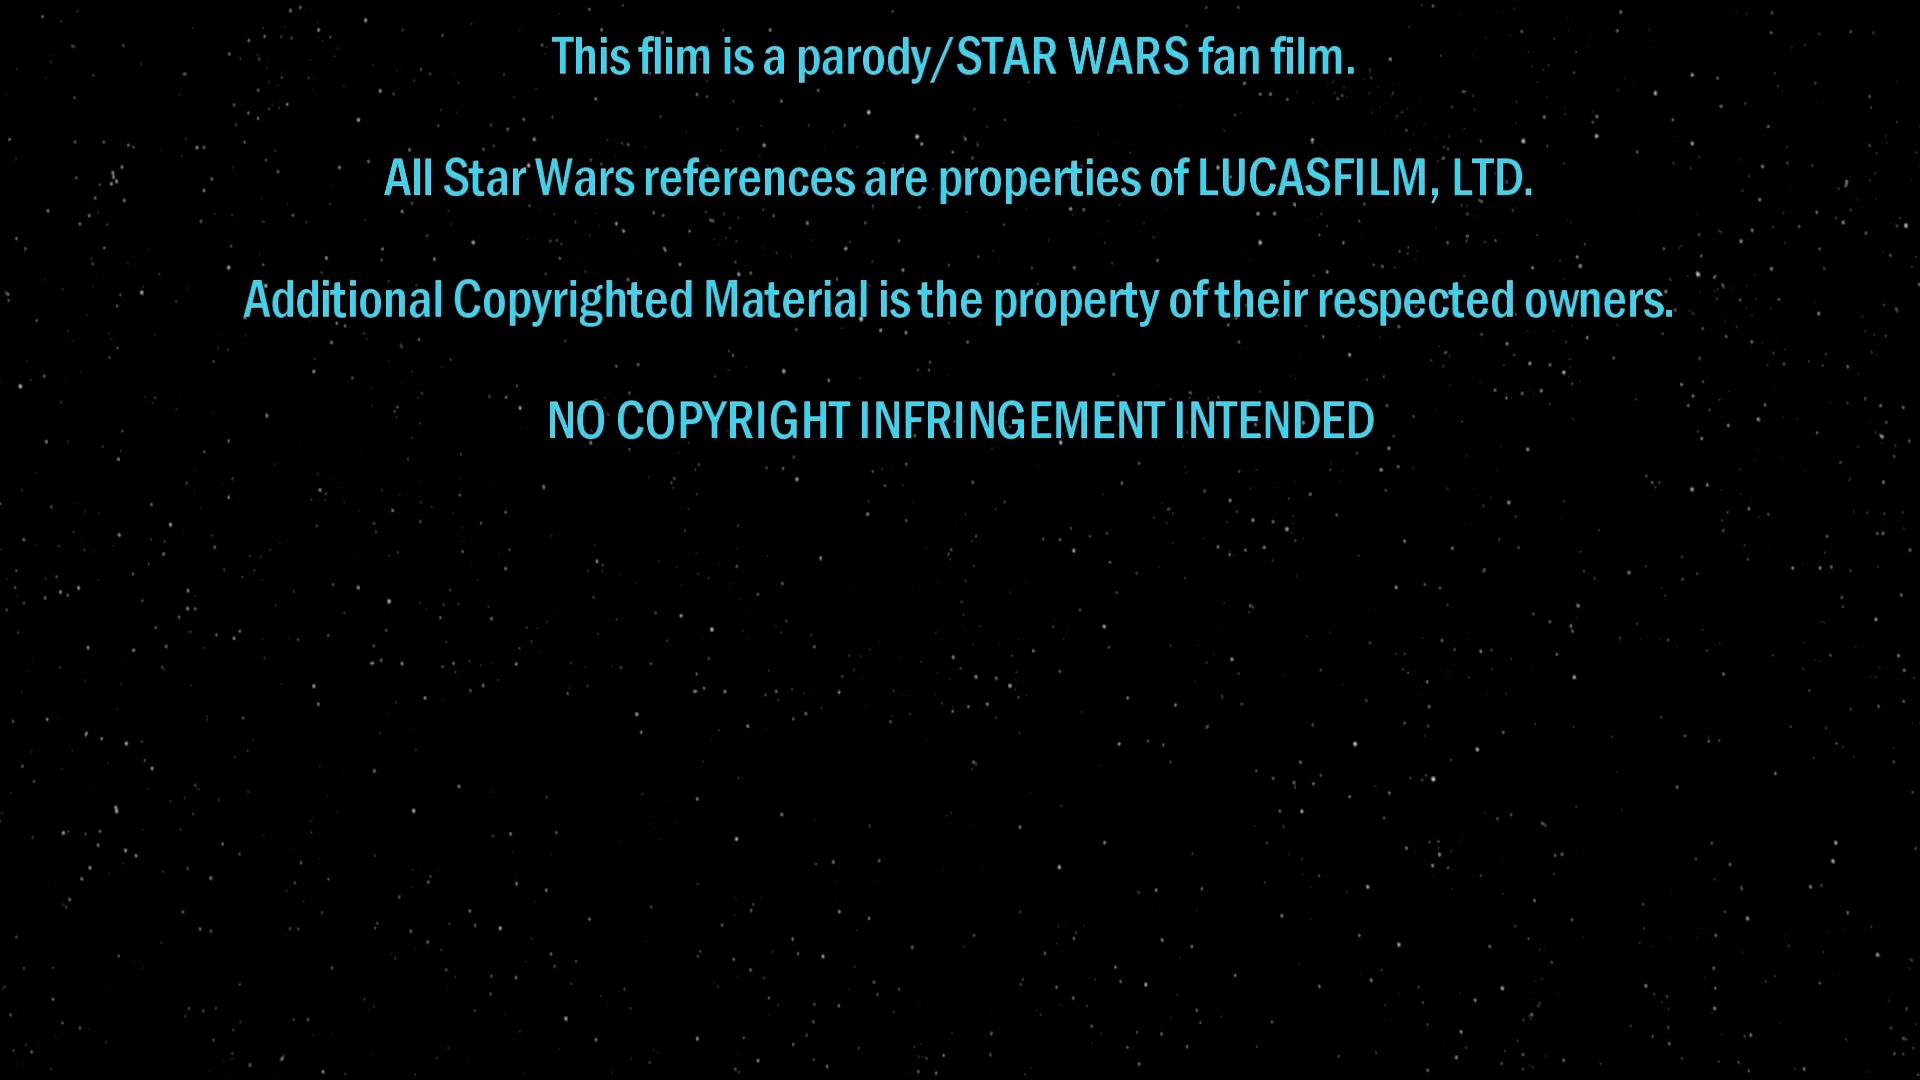 This flim is a parody/STAR WARS fan film.
All Star Wars references are properties of LUCASFILM, LTD.
Additional Copyrighted Material is the property of their respected owners.
NO COPYRIGHT INFRINGEMENT INTENDED